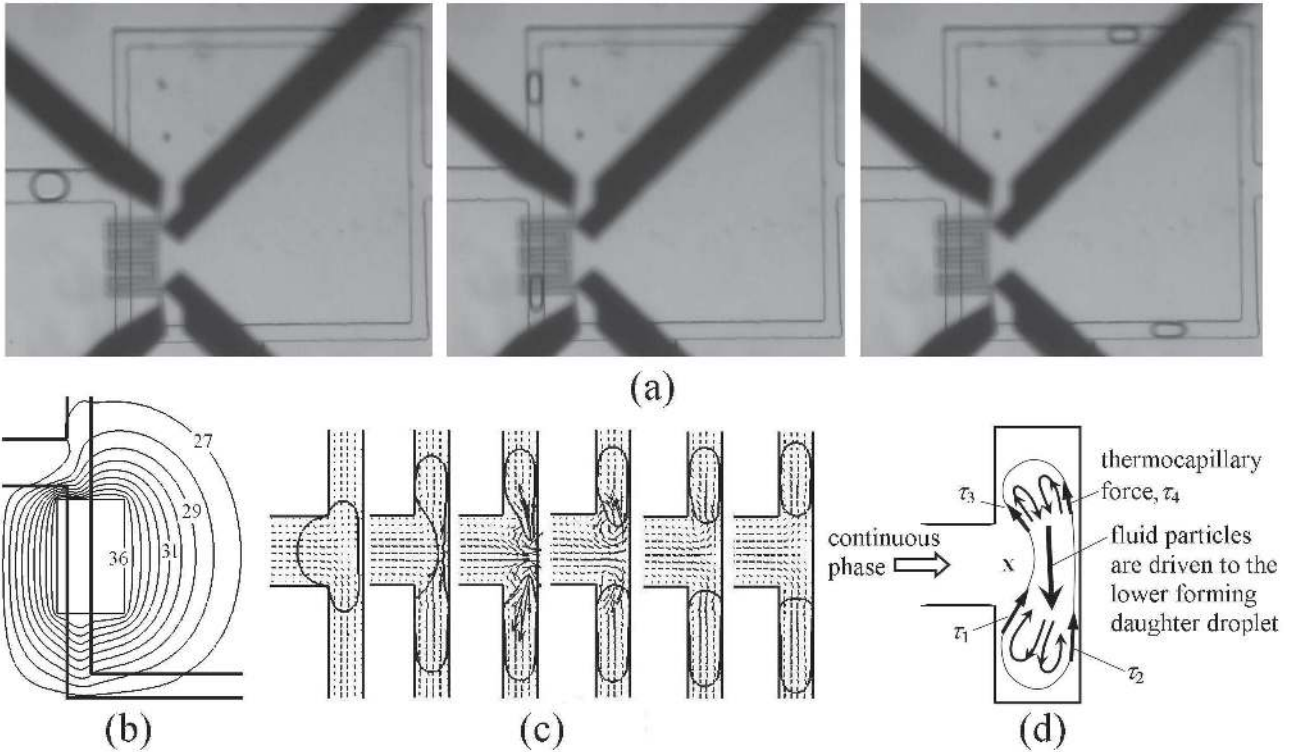 (a)
27
29
31
36
(b)
(c)
continuous
phase
τ3
thermocapillary
force, τ4
x
fluid particles
are driven to the
lower forming
daughter droplet
τ1
τ2
(d)